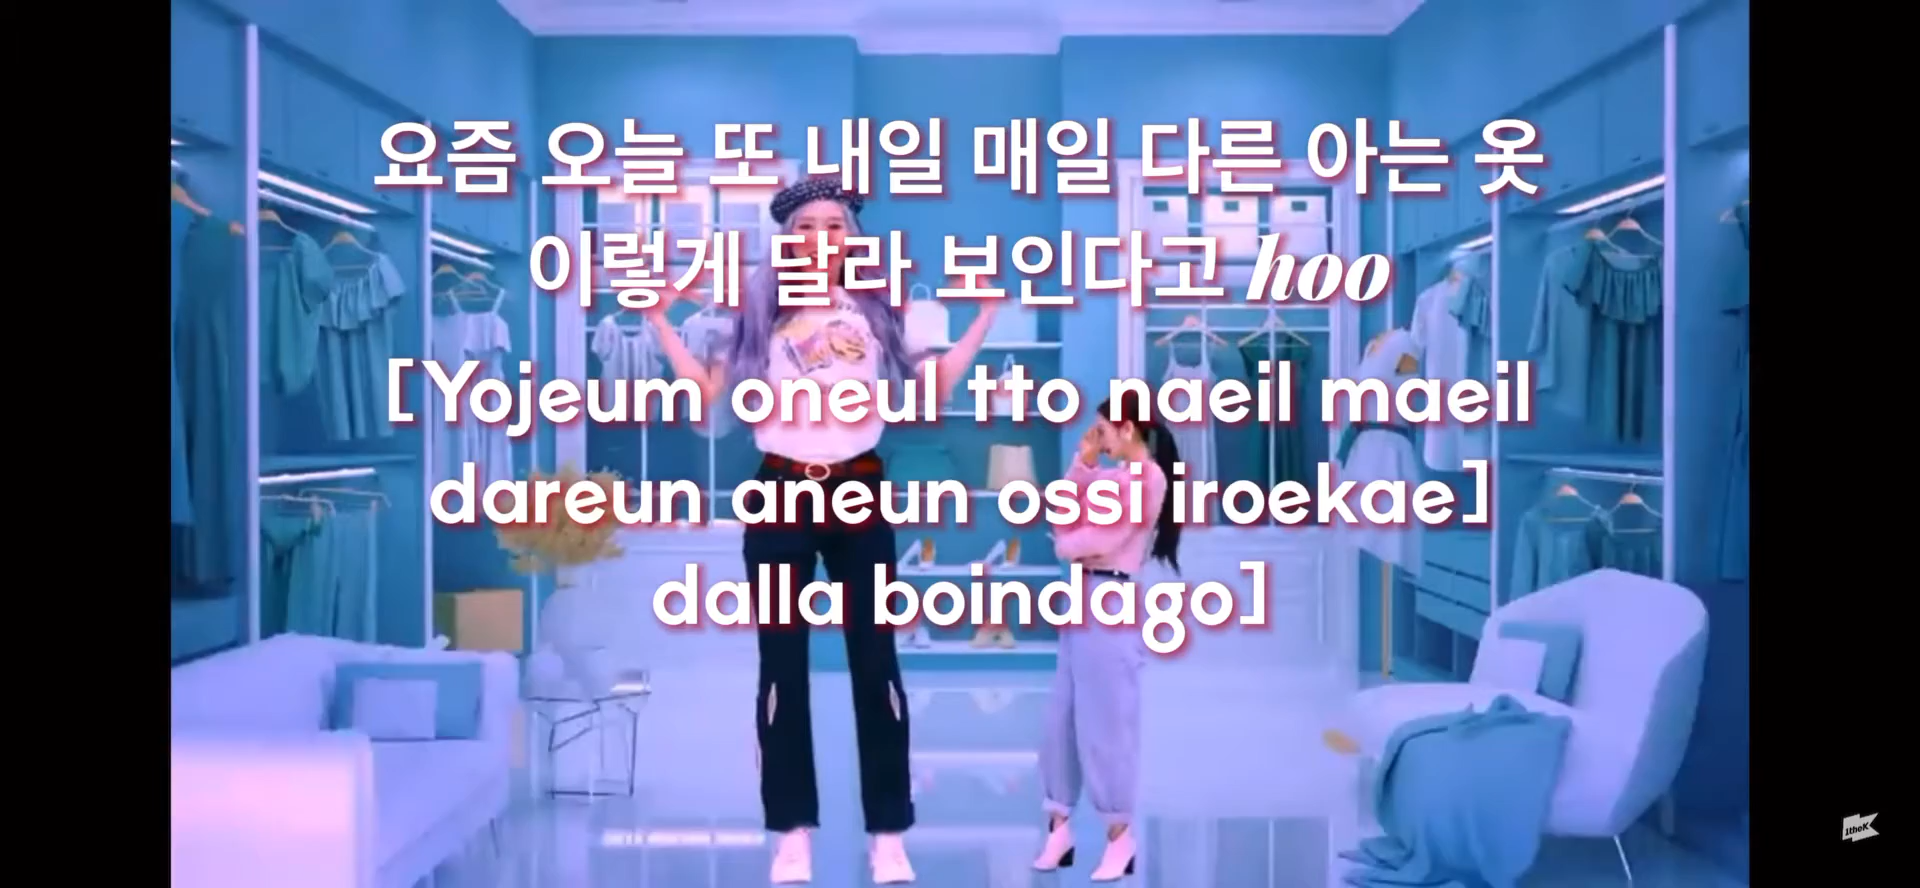 요즘 오늘 또 내일 매일 다른 아는 옷
이렇게 달라 보인다고 hoo
[Yojeum oneul tto naeil maeil
dareun aneun ossi iroekae]
dalla boindago]
1theK